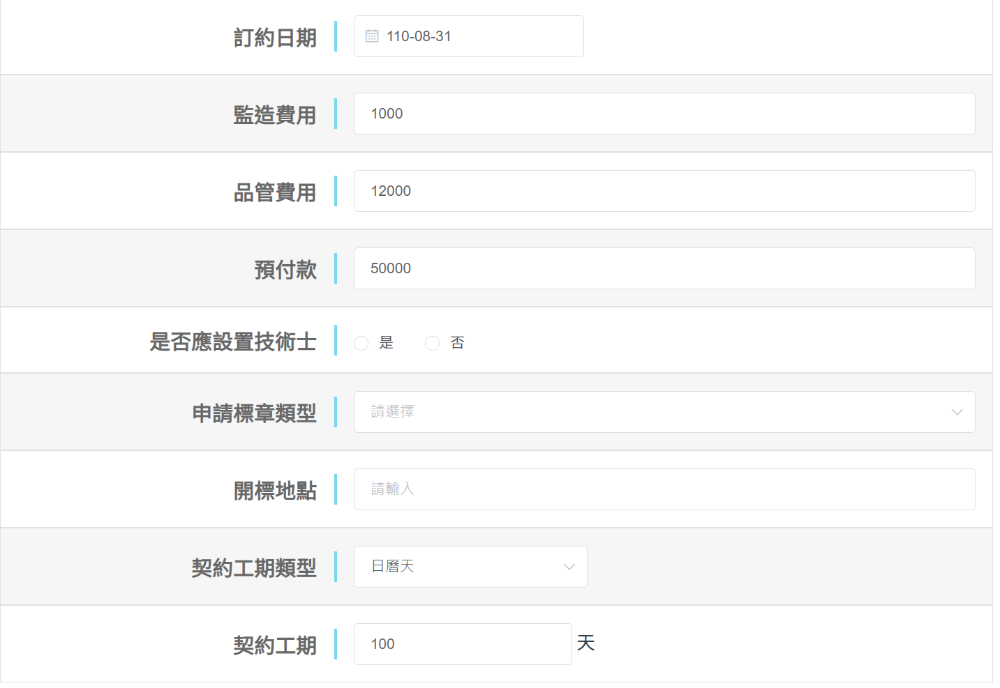 訂約日期 110-08-31
監造費用 1000
品管費用 12000
預付款 50000
是否應設置技術士 是 否
申請標章類型 請選擇
開標地點 請輸入
契約工期類型 日曆天
契約工期 100 天